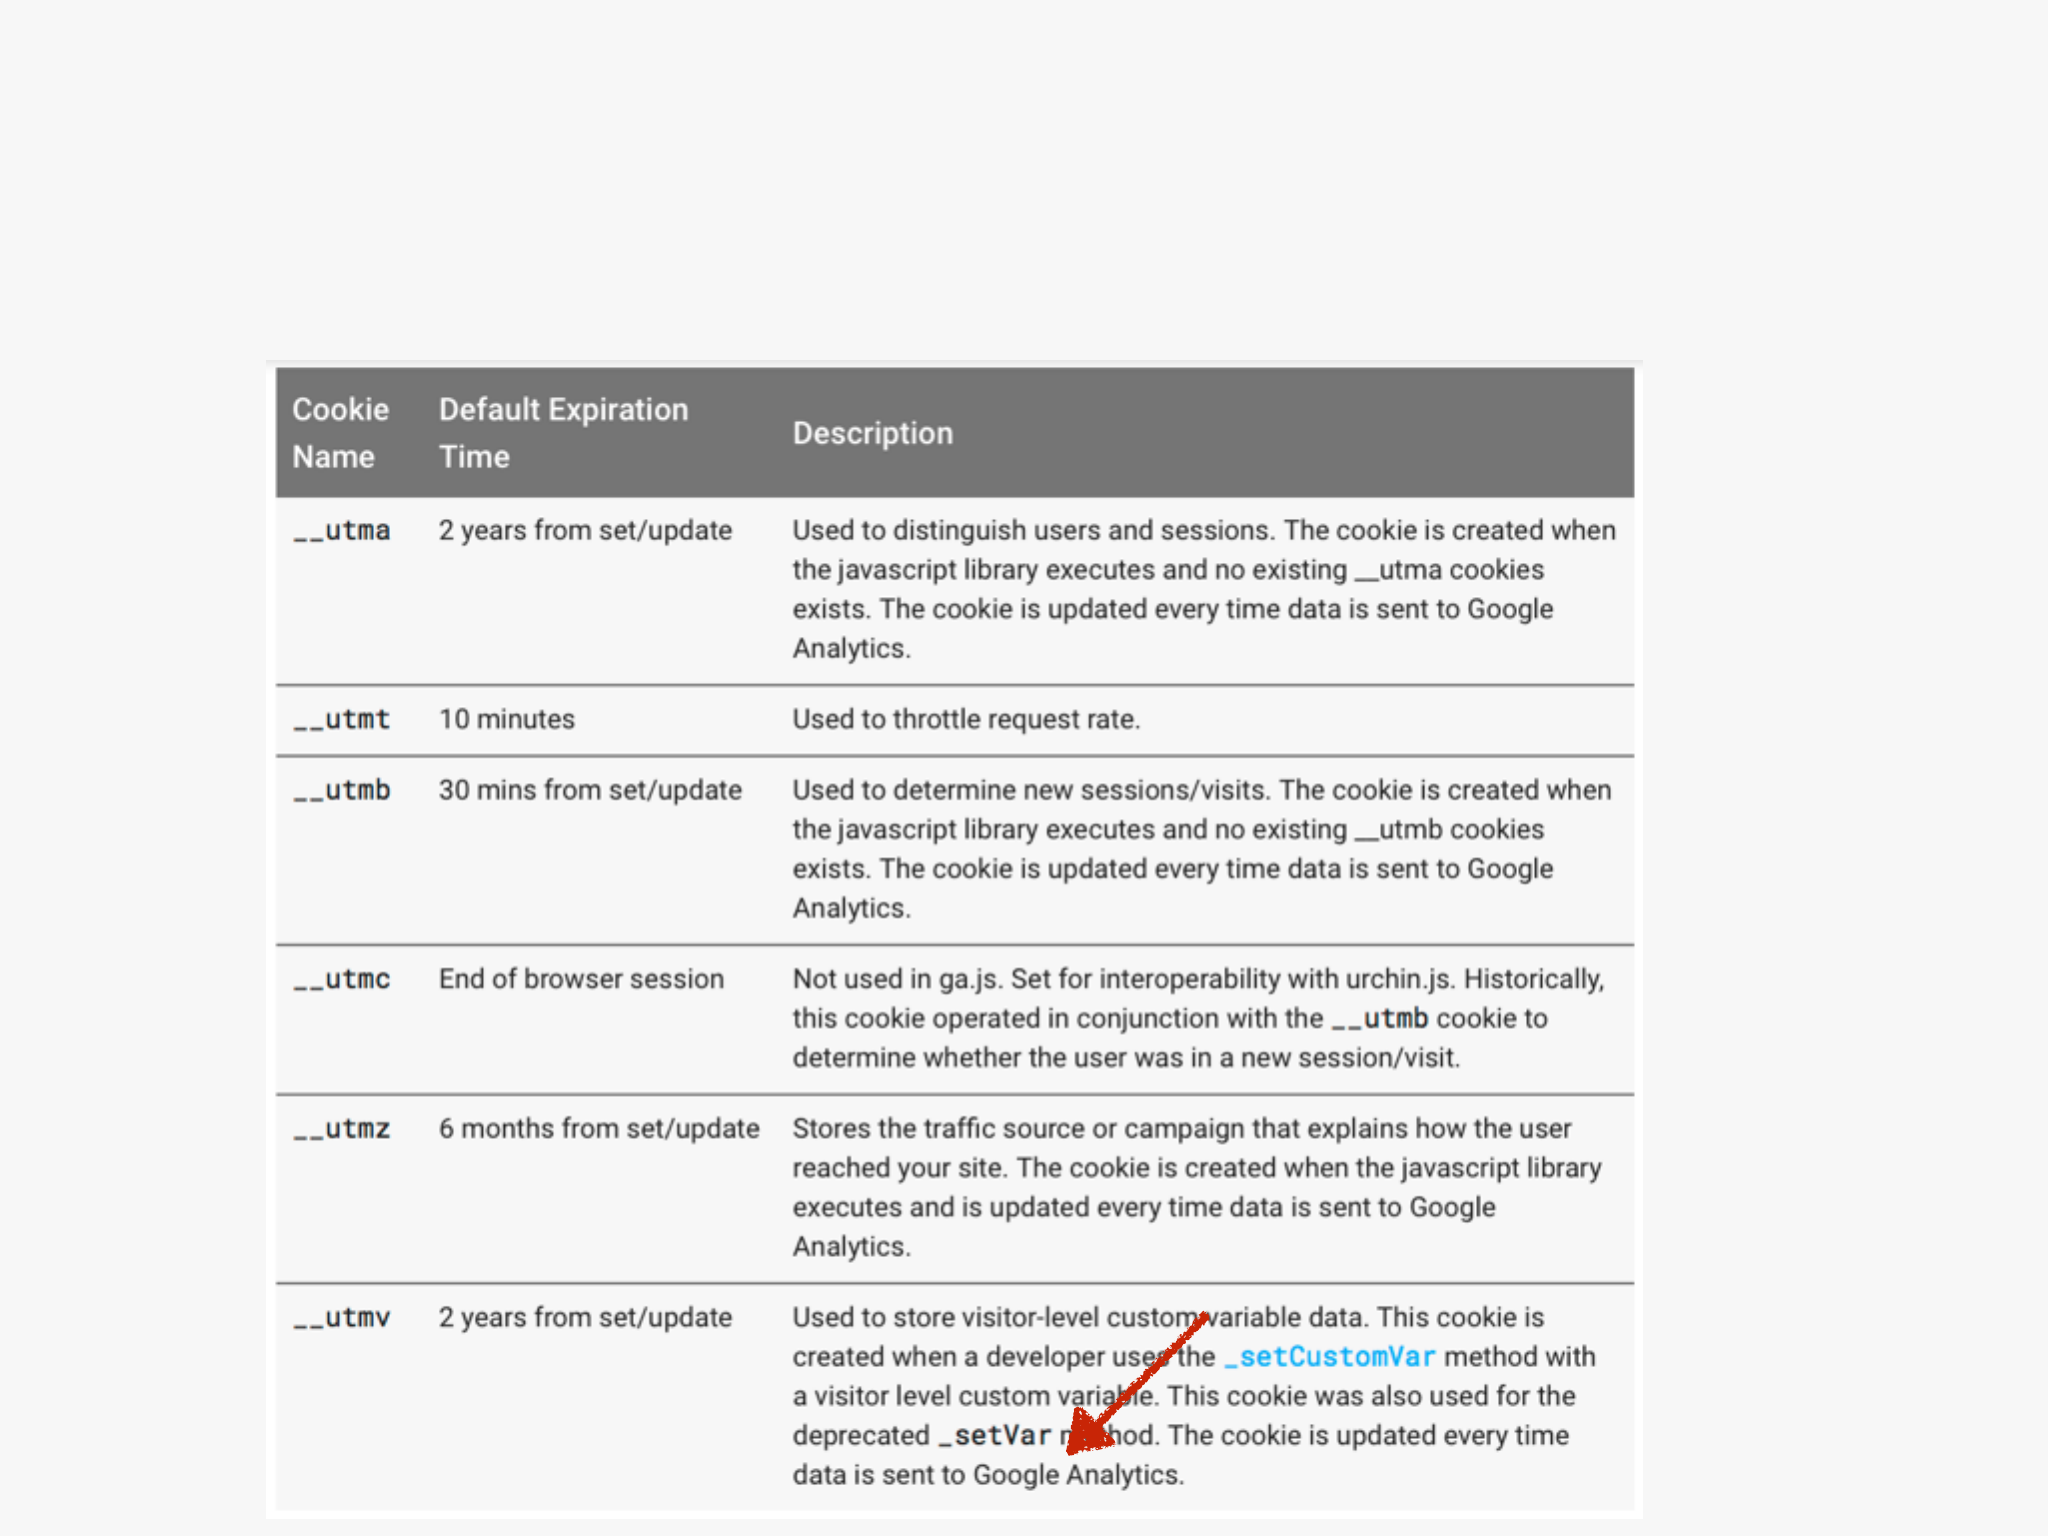 Cookie Name
Default Expiration Time
Description
__utma
2 years from set/update
Used to distinguish users and sessions. The cookie is created when
the javascript library executes and no existing __utma cookies
exists. The cookie is updated every time data is sent to Google
Analytics.
__utmt
10 minutes
Used to throttle request rate.
__utmb
30 mins from set/update
Used to determine new sessions/visits. The cookie is created when
the javascript library executes and no existing __utmb cookies
exists. The cookie is updated every time data is sent to Google
Analytics.
__utmc
End of browser session
Not used in ga.js. Set for interoperability with urchin.js. Historically,
this cookie operated in conjunction with the __utmb cookie to
determine whether the user was in a new session/visit.
__utmz
6 months from set/update
Stores the traffic source or campaign that explains how the user
reached your site. The cookie is created when the javascript library
executes and is updated every time data is sent to Google
Analytics.
__utmv
2 years from set/update
Used to store visitor-level custom variable data. This cookie is
created when a developer uses the _setCustomVar method with
a visitor level custom variable. This cookie was also used for the
deprecated _setVar method. The cookie is updated every time
data is sent to Google Analytics.